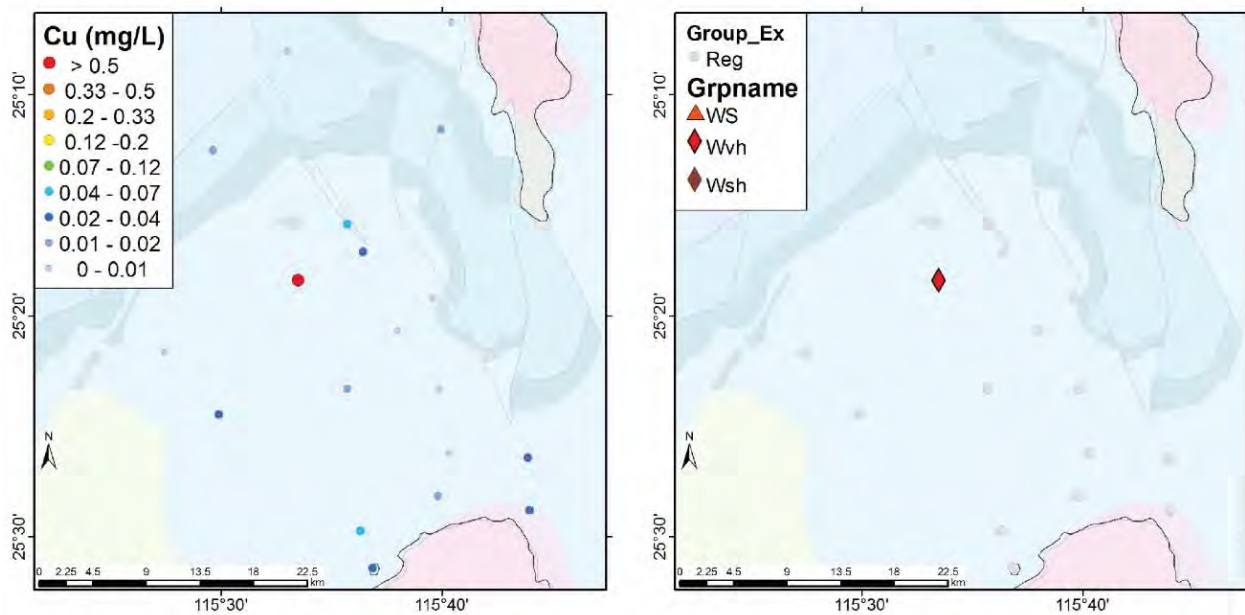 Cu (mg/L)
> 0.5
0.33 - 0.5
0.2 - 0.33
0.12 -0.2
0.07 - 0.12
0.04 - 0.07
0.02 - 0.04
0.01 - 0.02
0 - 0.01
25°10'
25°20'
25°30'
N
0 2.25 4.5 9 13.5 18 22.5
km
115°30' 115°40'
Group_Ex
Reg
Grpname
WS
Wvh
Wsh
25°10'
25°20'
25°30'
N
0 2.25 4.5 9 13.5 18 22.5
km
115°30' 115°40'